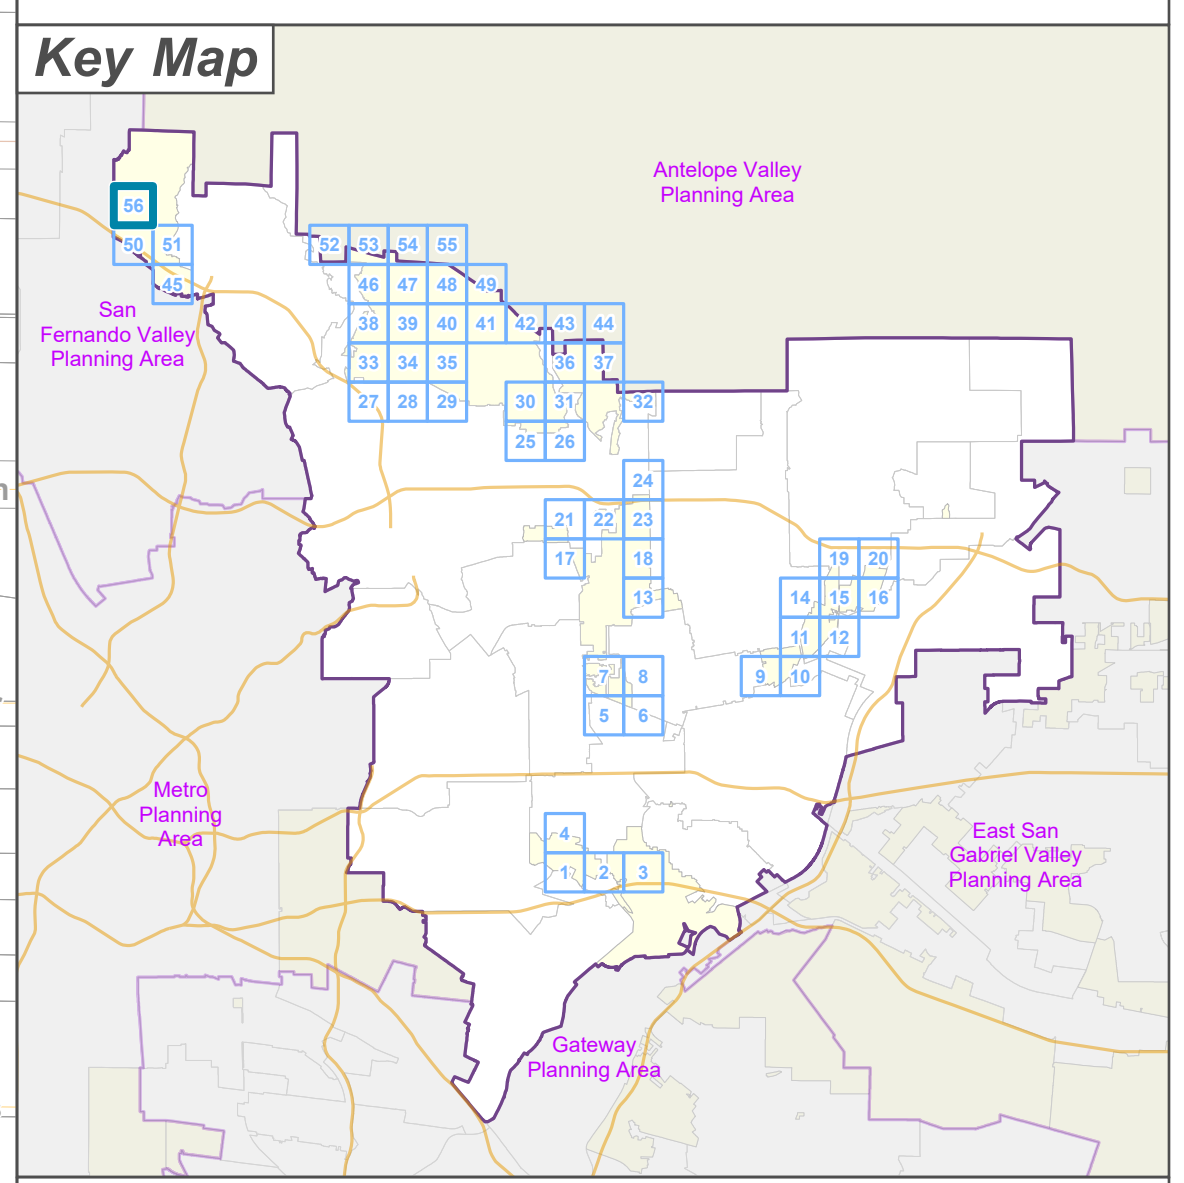 Key Map
Antelope Valley
Planning Area
56
50 51
52 53 54 55
45
46 47 48 49
San
Fernando Valley
Planning Area
38 39 40 41 42 43 44
33 34 35 36 37
27 28 29 30 31 32
25 26
24
21 22 23
17 18 19 20
13 14 15 16
11 12
7 8 9 10
5 6
Metro
Planning
Area
4
East San
Gabriel Valley
Planning Area
1 2 3
Gateway
Planning Area